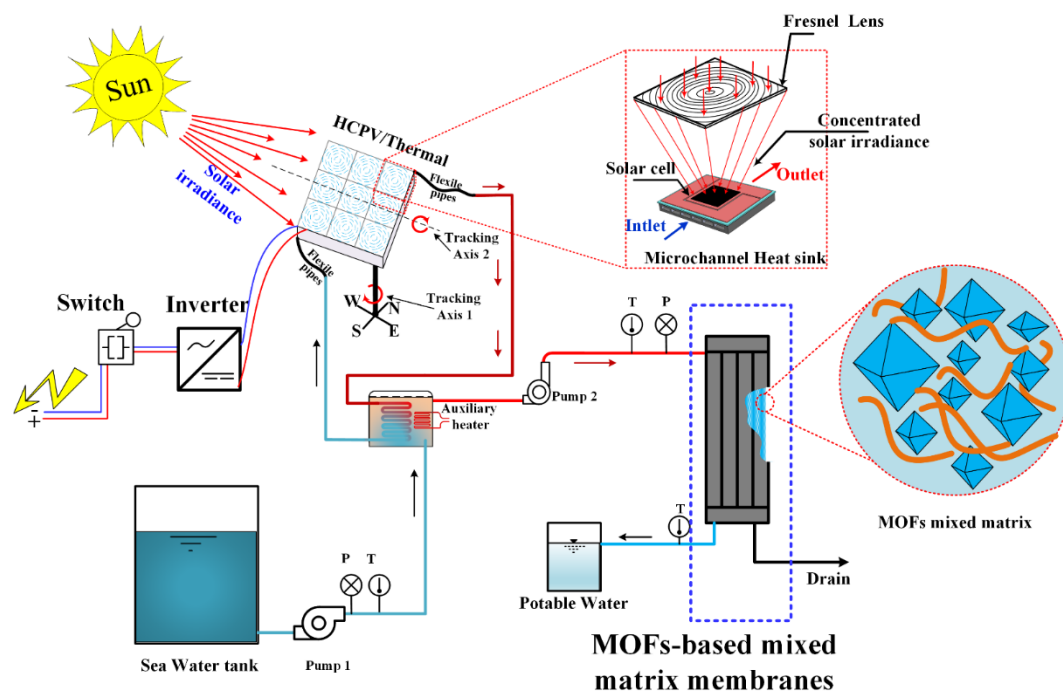 Sun
Solar
irradiance
HCPV/Thermal
Flexile
pipes
Fresnel Lens
Concentrated
solar irradiance
Solar cell
Outlet
Intlet
Microchannel Heat sink
Tracking
Axis 2
Flexile
pipes
W
N
S
E
Tracking
Axis 1
Switch
Inverter
-
+
Auxiliary
heater
Pump 2
T
P
MOFs mixed matrix
T
Potable Water
Drain
P
T
Pump 1
Sea Water tank
MOFs-based mixed
matrix membranes